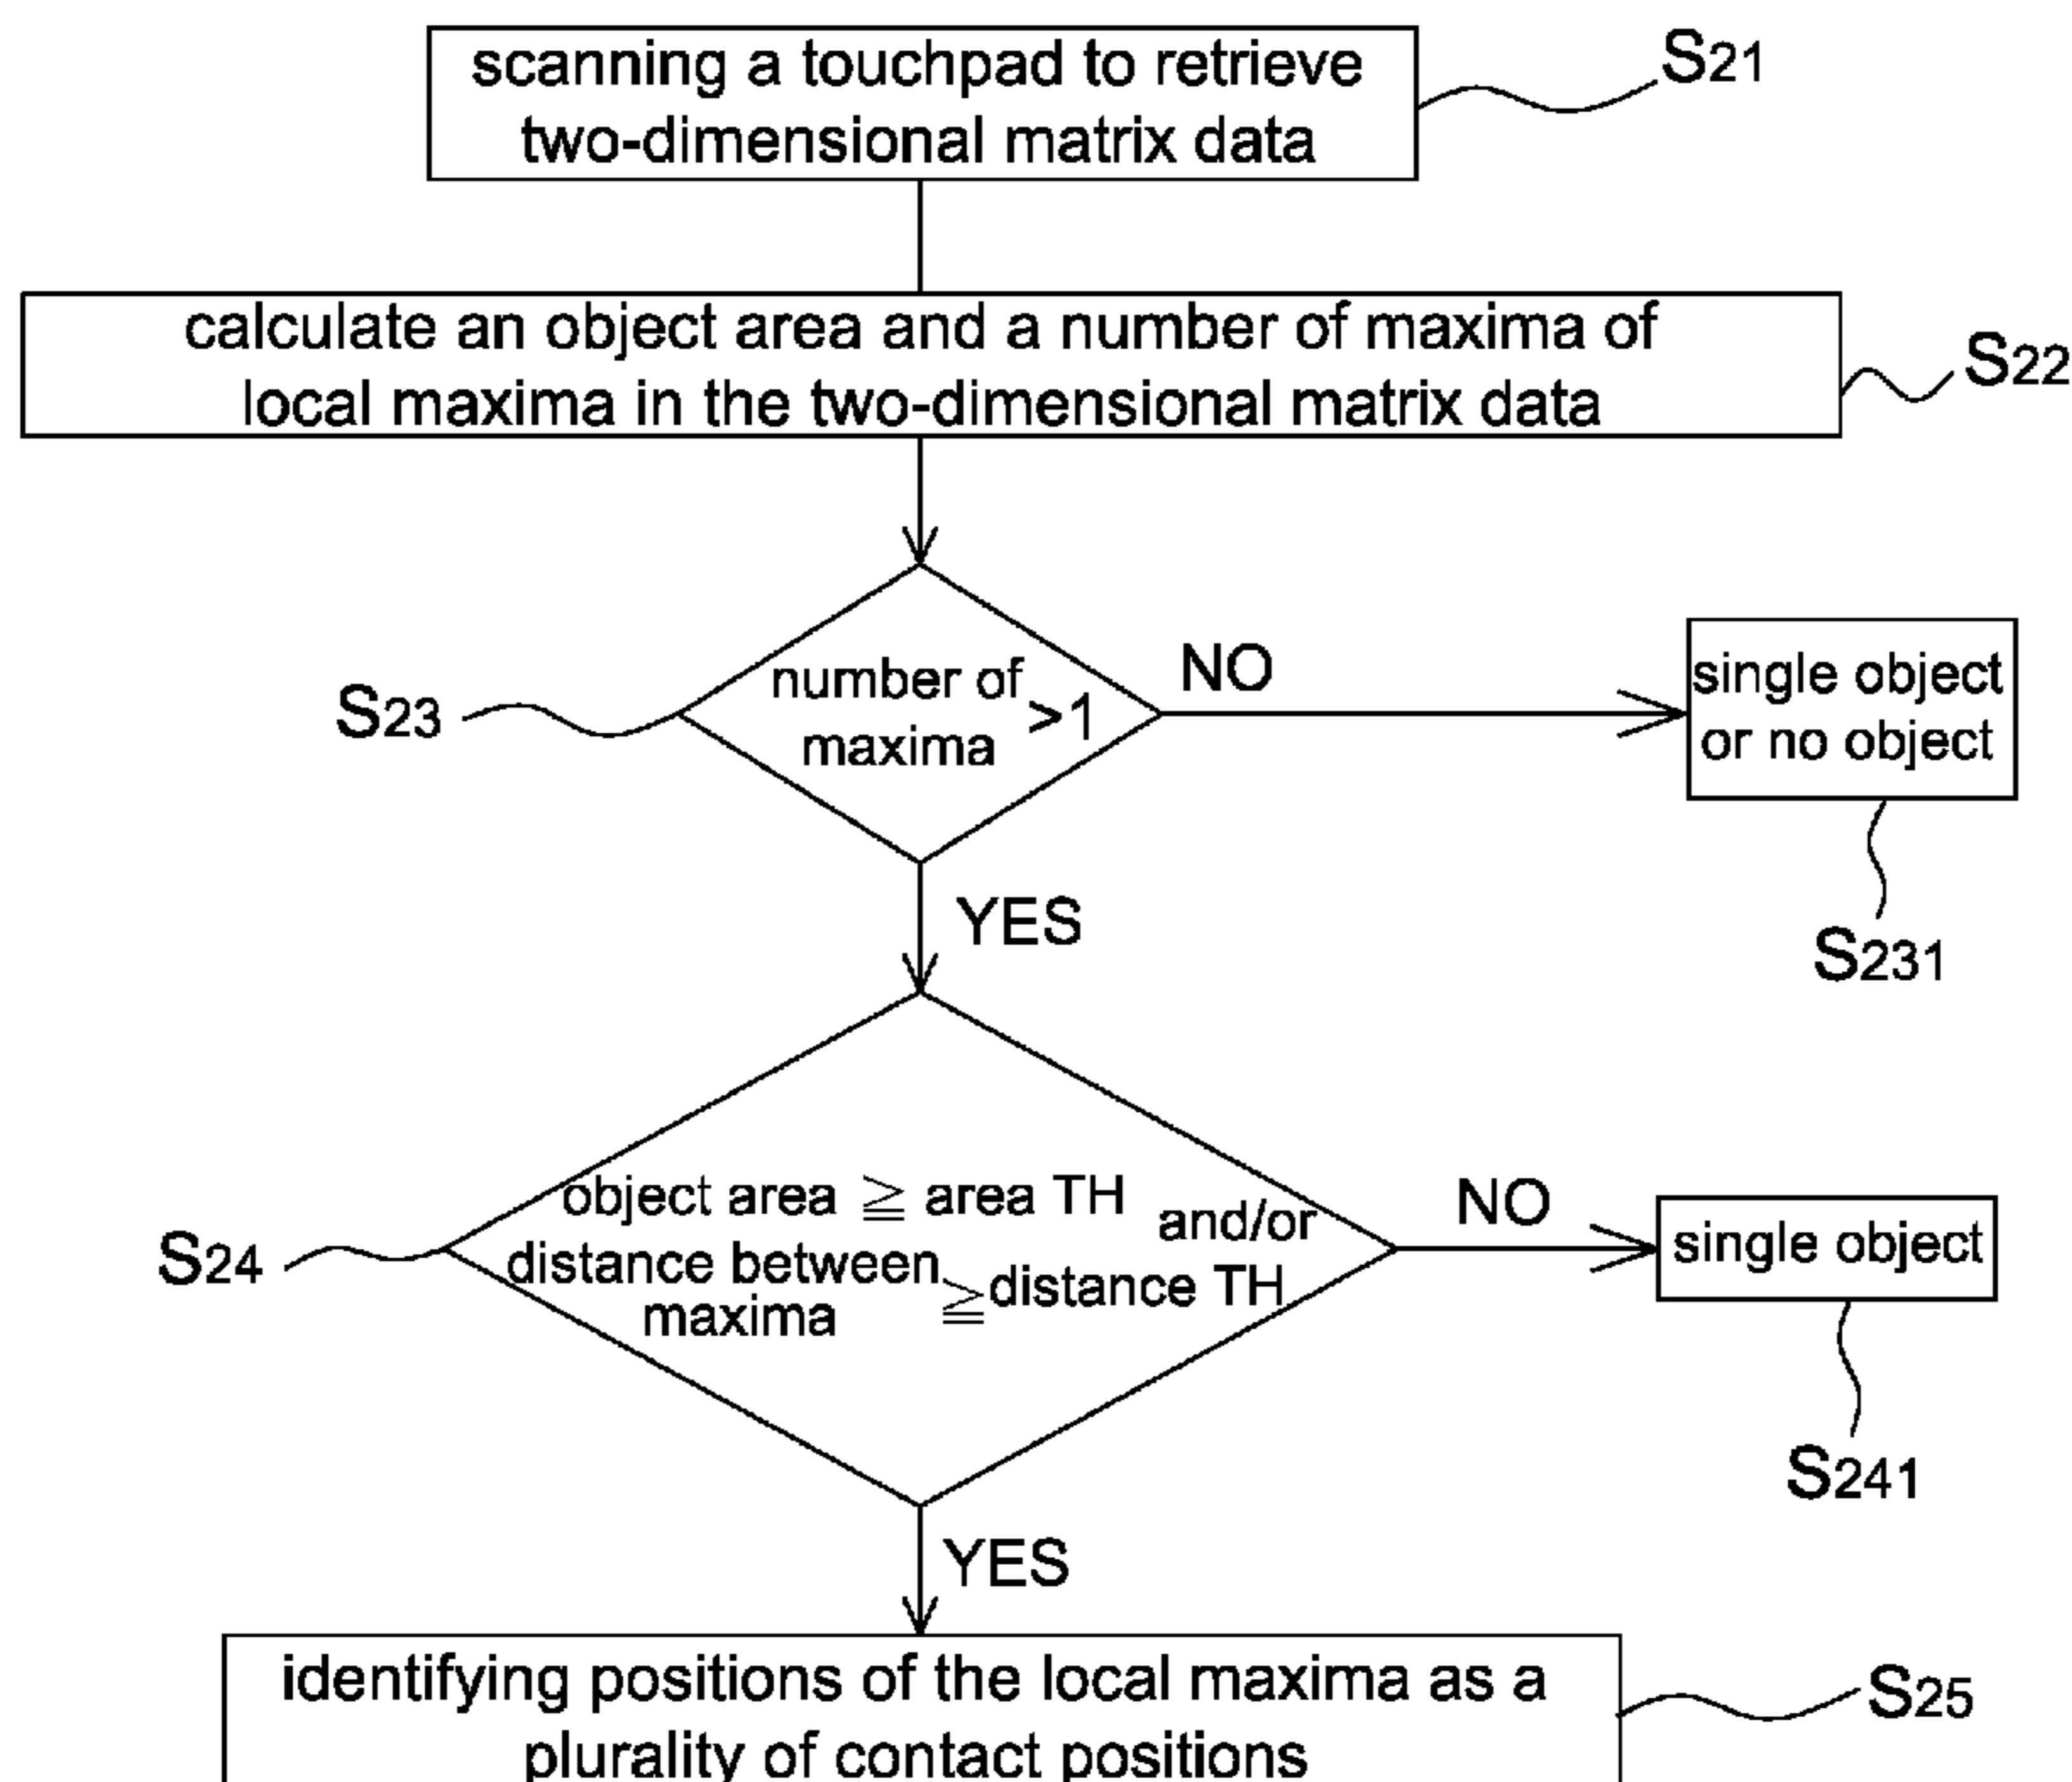 scanning a touchpad to retrieve
two-dimensional matrix data
S21
calculate an object area and a number of maxima of
local maxima in the two-dimensional matrix data
S22
number of
maxima
>1
S23
NO
single object
or no object
S231
YES
object area ≧ area TH
and/or
distance between
maxima
≧distance TH
S24
NO
single object
S241
YES
identifying positions of the local maxima as a
plurality of contact positions
S25